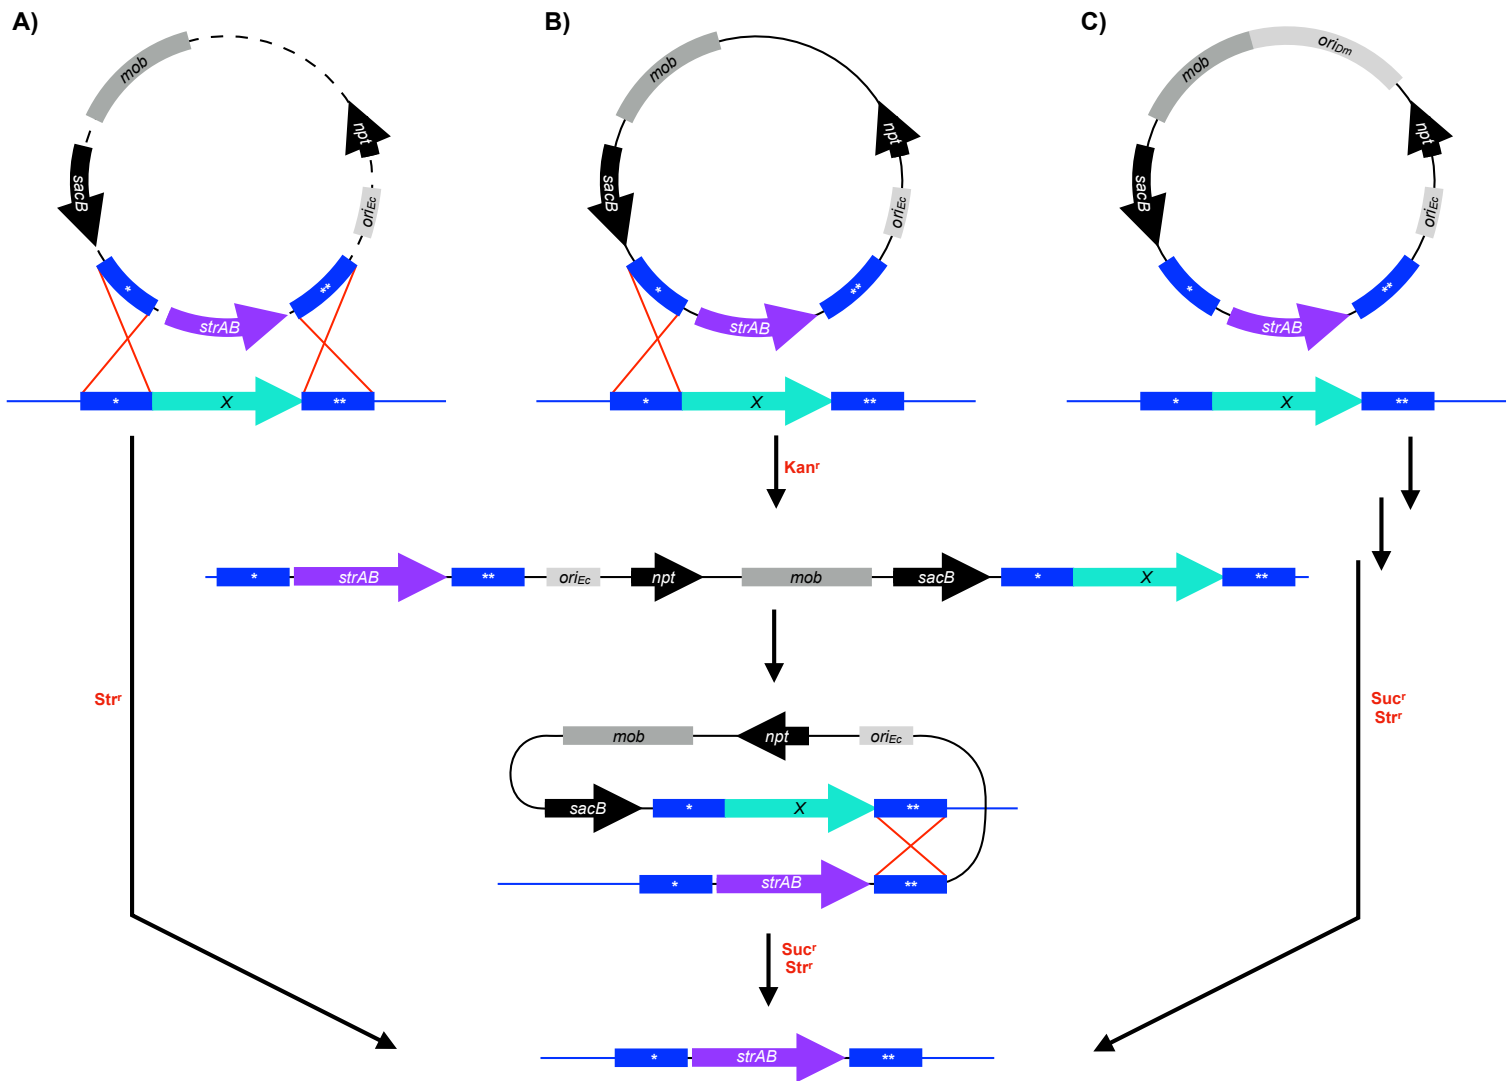 A)
B)
C)
mob
mob
mob
oriDm
npt
npt
npt
sacB
sacB
sacB
oriEc
oriEc
oriEc
* **
* **
* **
strAB
strAB
strAB
* X **
* X **
* X **
Kanʳ
* strAB ** oriEc npt mob sacB * X **
Strʳ
Sucʳ
Strʳ
mob npt oriEc
sacB * X **
* strAB **
Sucʳ
Strʳ
* strAB **